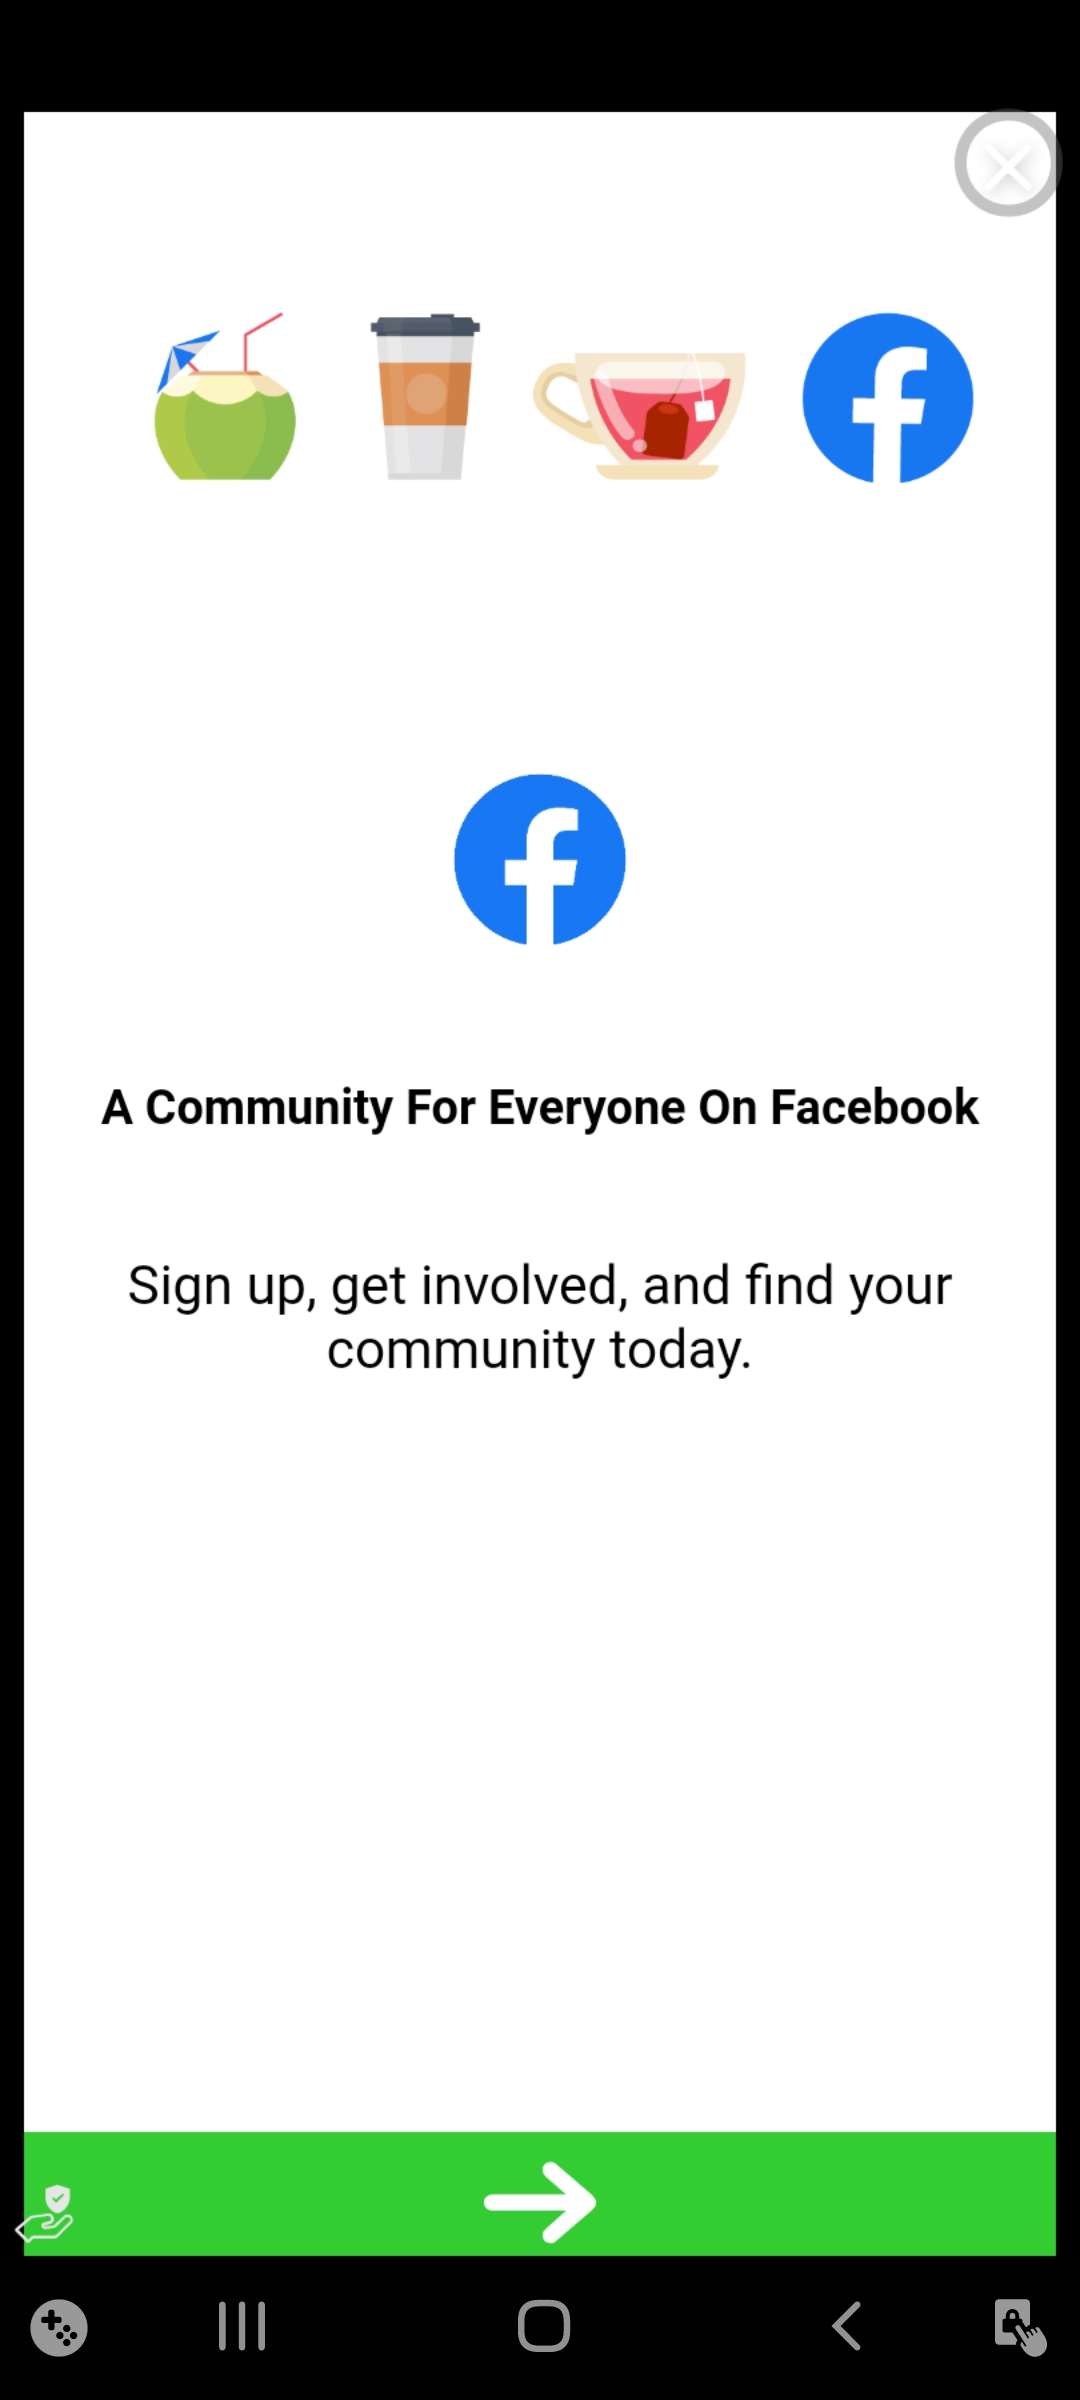 A Community For Everyone On Facebook
Sign up, get involved, and find your
community today.